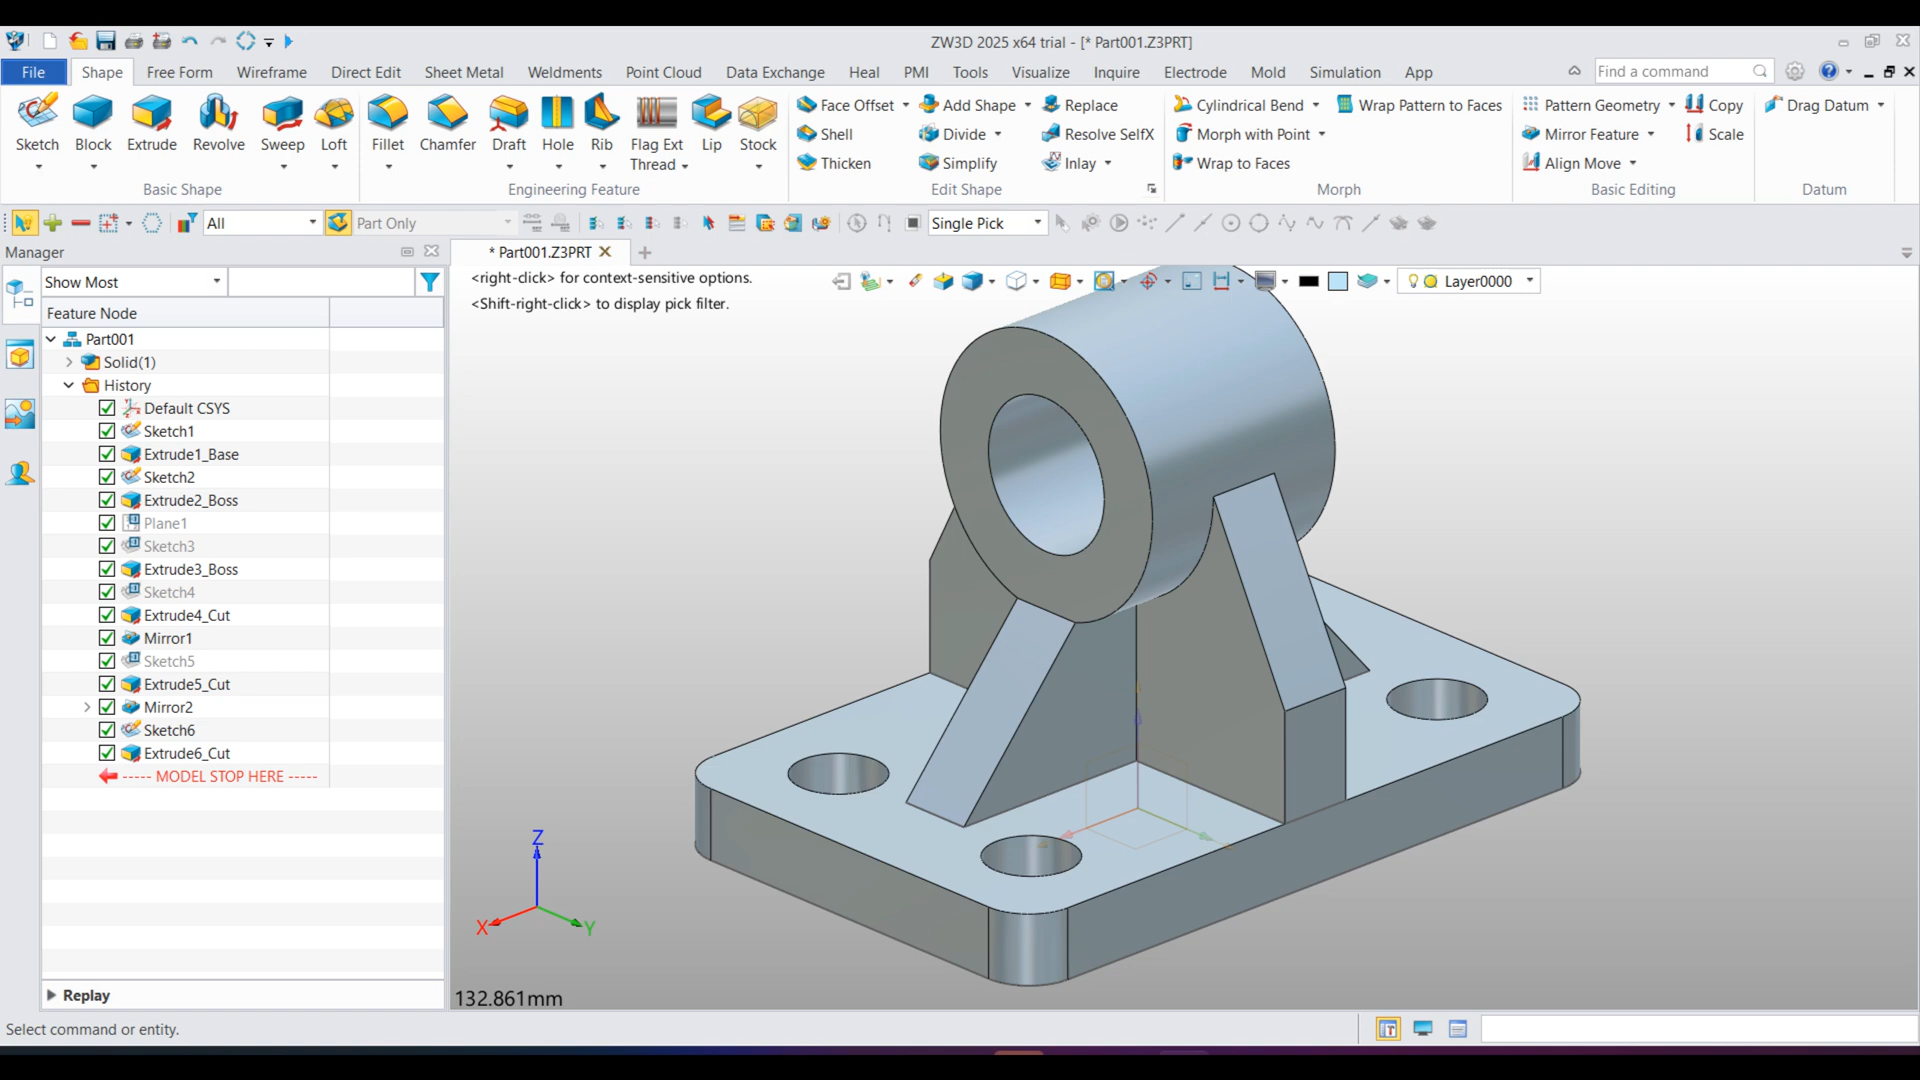 ZW3D 2025 x64 trial - [* Part001.Z3PRT]
File Shape Free Form Wireframe Direct Edit Sheet Metal Weldments Point Cloud Data Exchange Heal PMI Tools Visualize Inquire Electrode Mold Simulation App Find a command
Sketch Block Extrude Revolve Sweep Loft
Basic Shape
Fillet Chamfer Draft Hole Rib Flag Ext Thread Lip Stock
Engineering Feature
Face Offset Add Shape Replace
Shell Divide Resolve SelfX
Thicken Simplify Inlay
Edit Shape
Cylindrical Bend Wrap Pattern to Faces
Morph with Point
Wrap to Faces
Morph
Pattern Geometry Copy
Mirror Feature Scale
Align Move
Basic Editing
Drag Datum
Datum
All Part Only Single Pick
Manager
* Part001.Z3PRT
Show Most
<right-click> for context-sensitive options.
<Shift-right-click> to display pick filter.
Layer0000
Feature Node
Part001
Solid(1)
History
Default CSYS
Sketch1
Extrude1_Base
Sketch2
Extrude2_Boss
Plane1
Sketch3
Extrude3_Boss
Sketch4
Extrude4_Cut
Mirror1
Sketch5
Extrude5_Cut
Mirror2
Sketch6
Extrude6_Cut
----- MODEL STOP HERE -----
Z
X
Y
Replay
132.861mm
Select command or entity.